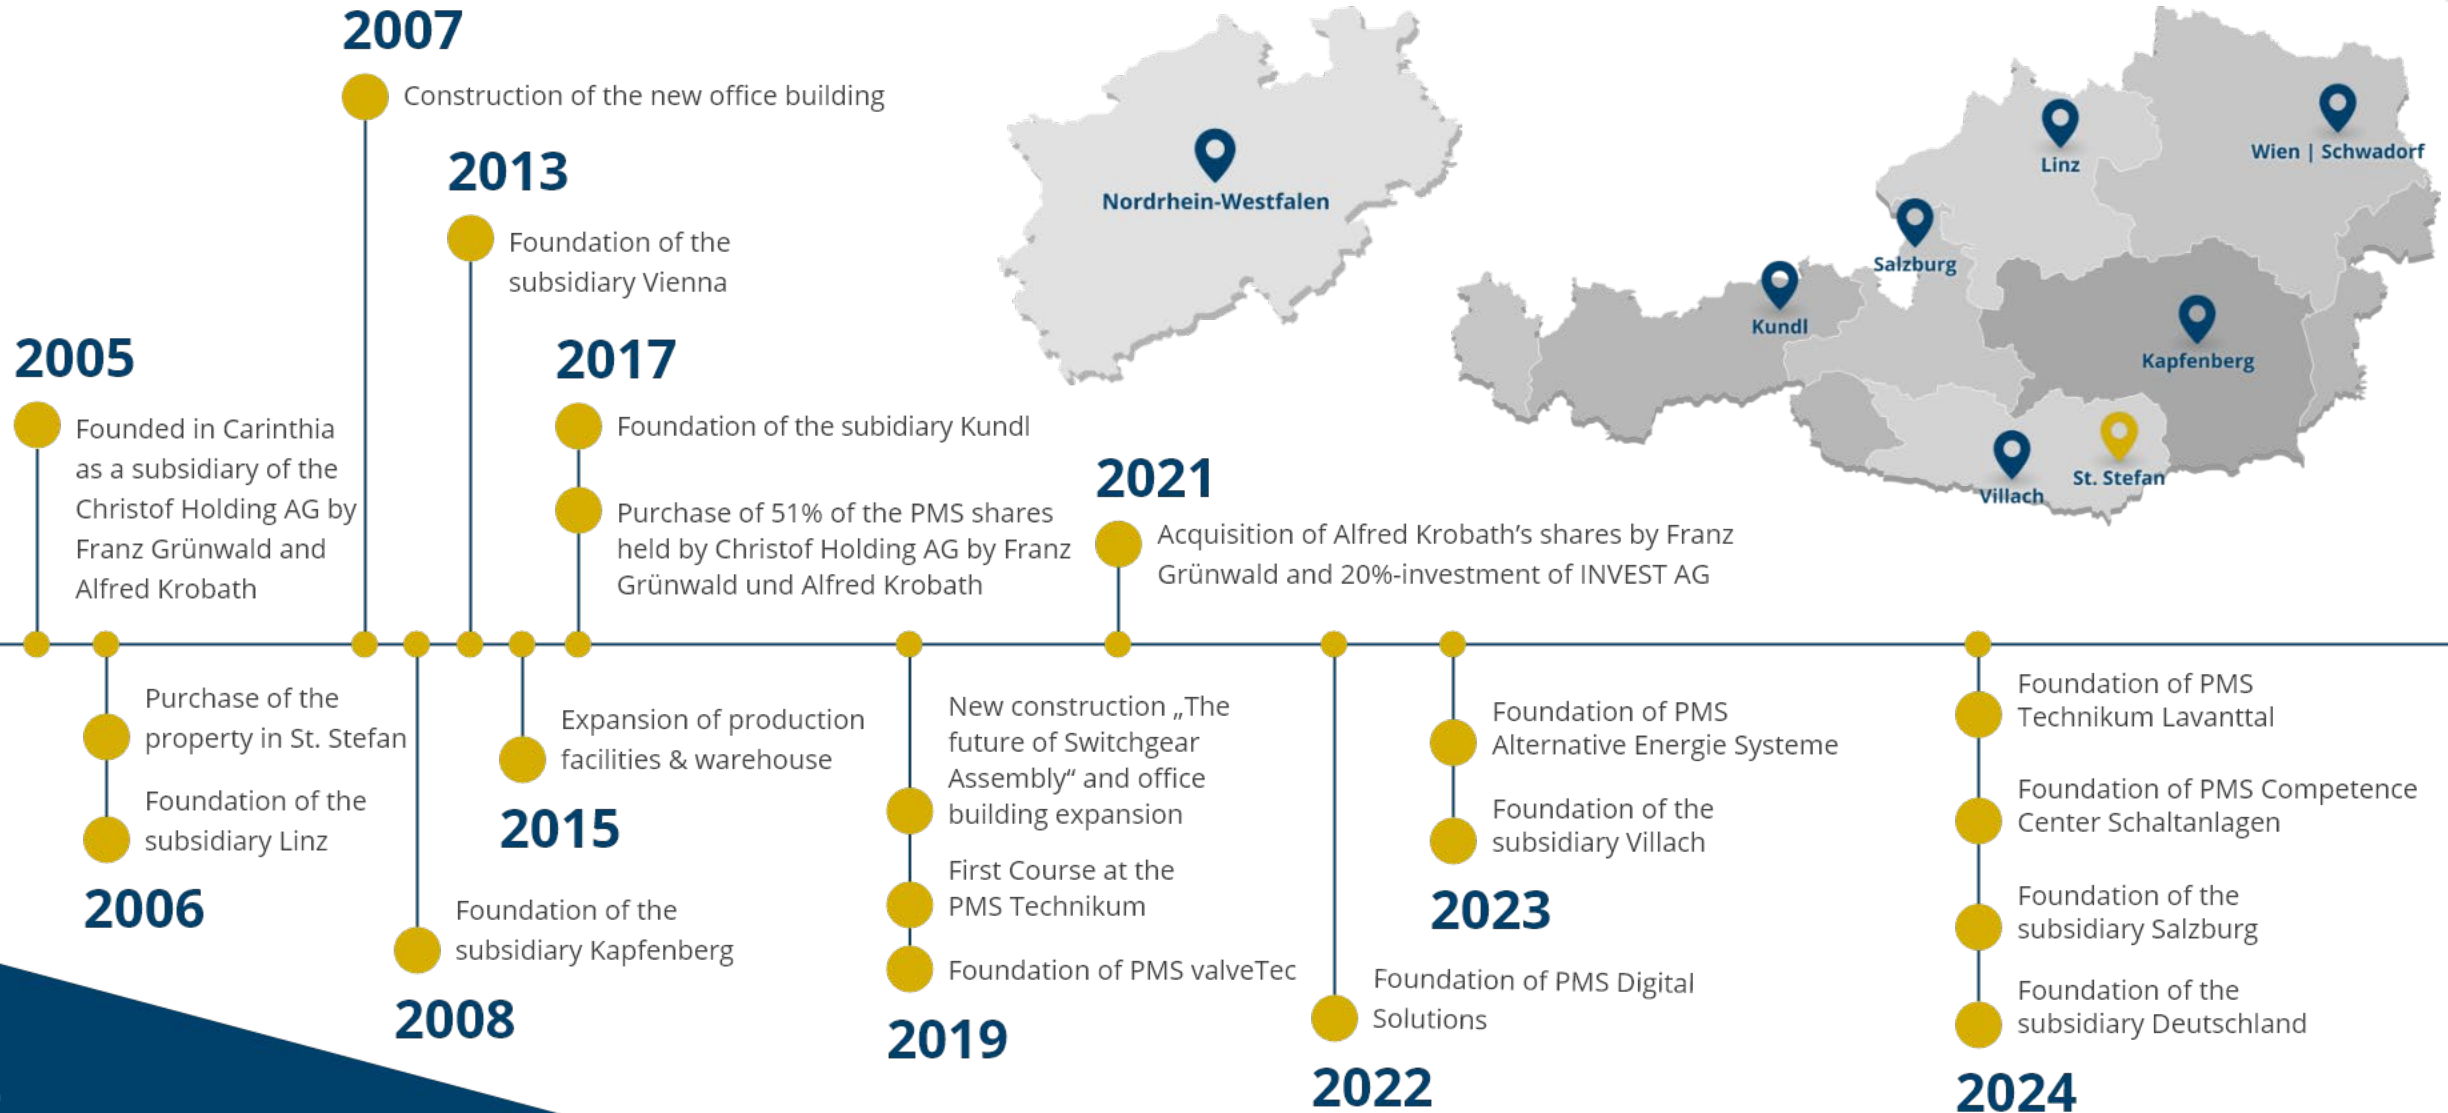 2007
Construction of the new office building
2013
Foundation of the
subsidiary Vienna
2005
Founded in Carinthia
as a subsidiary of the
Christof Holding AG by
Franz Grünwald and
Alfred Krobath
2017
Foundation of the subidiary Kundl
Purchase of 51% of the PMS shares
held by Christof Holding AG by Franz
Grünwald und Alfred Krobath
2021
Acquisition of Alfred Krobath’s shares by Franz
Grünwald and 20%-investment of INVEST AG
Nordrhein-Westfalen
Linz
Wien | Schwadorf
Salzburg
Kundl
Kapfenberg
St. Stefan
Villach
Purchase of the
property in St. Stefan
Foundation of the
subsidiary Linz
2006
Foundation of the
subsidiary Kapfenberg
2008
Expansion of production
facilities & warehouse
2015
New construction „The
future of Switchgear
Assembly“ and office
building expansion
First Course at the
PMS Technikum
Foundation of PMS valveTec
2019
Foundation of PMS Digital
Solutions
2022
Foundation of PMS
Alternative Energie Systeme
Foundation of the
subsidiary Villach
2023
Foundation of PMS
Technikum Lavanttal
Foundation of PMS Competence
Center Schaltanlagen
Foundation of the
subsidiary Salzburg
Foundation of the
subsidiary Deutschland
2024